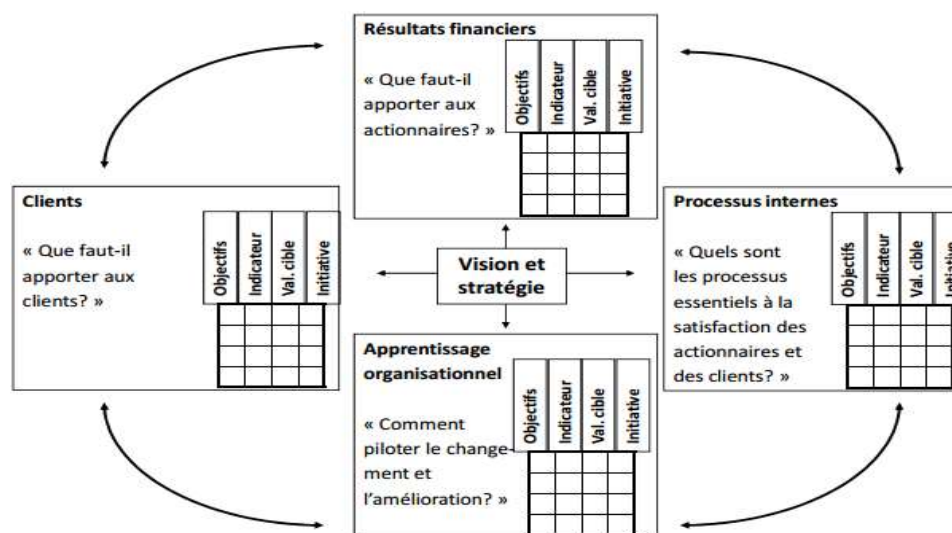 Résultats financiers
« Que faut-il
apporter aux
actionnaires? »
Objectifs
Indicateur
Val. cible
Initiative
Clients
« Que faut-il
apporter aux
clients? »
Objectifs
Indicateur
Val. cible
Initiative
Vision et
stratégie
Processus internes
« Quels sont
les processus
essentiels à la
satisfaction des
actionnaires et
des clients? »
Objectifs
Indicateur
Val. cible
Initiative
Apprentissage
organisationnel
« Comment
piloter le change-
ment et
l'amélioration? »
Objectifs
Indicateur
Val. cible
Initiative